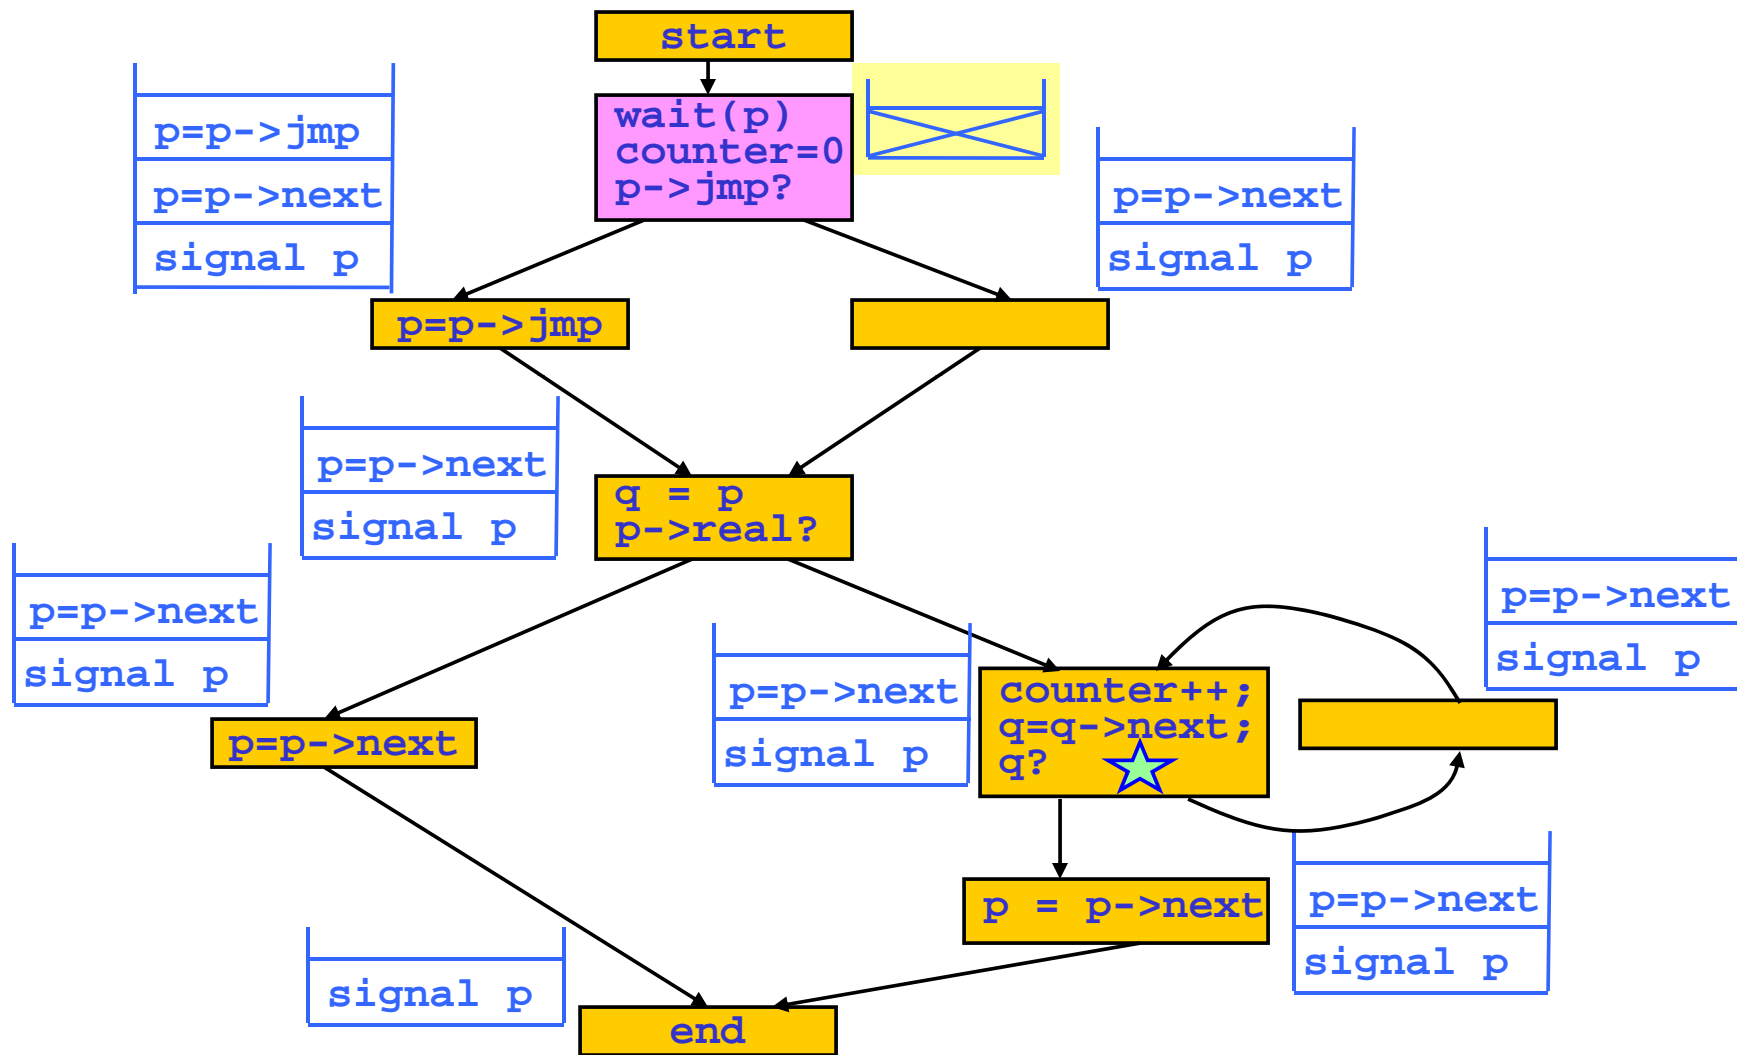 start
wait(p)
counter=0
p->jmp?
p=p->jmp
p=p->next
signal p
p=p->next
signal p
p=p->jmp
p=p->next
signal p
q = p
p->real?
p=p->next
signal p
p=p->next
signal p
p=p->next
signal p
p=p->next
counter++;
q=q->next;
q?
p = p->next
p=p->next
signal p
signal p
end